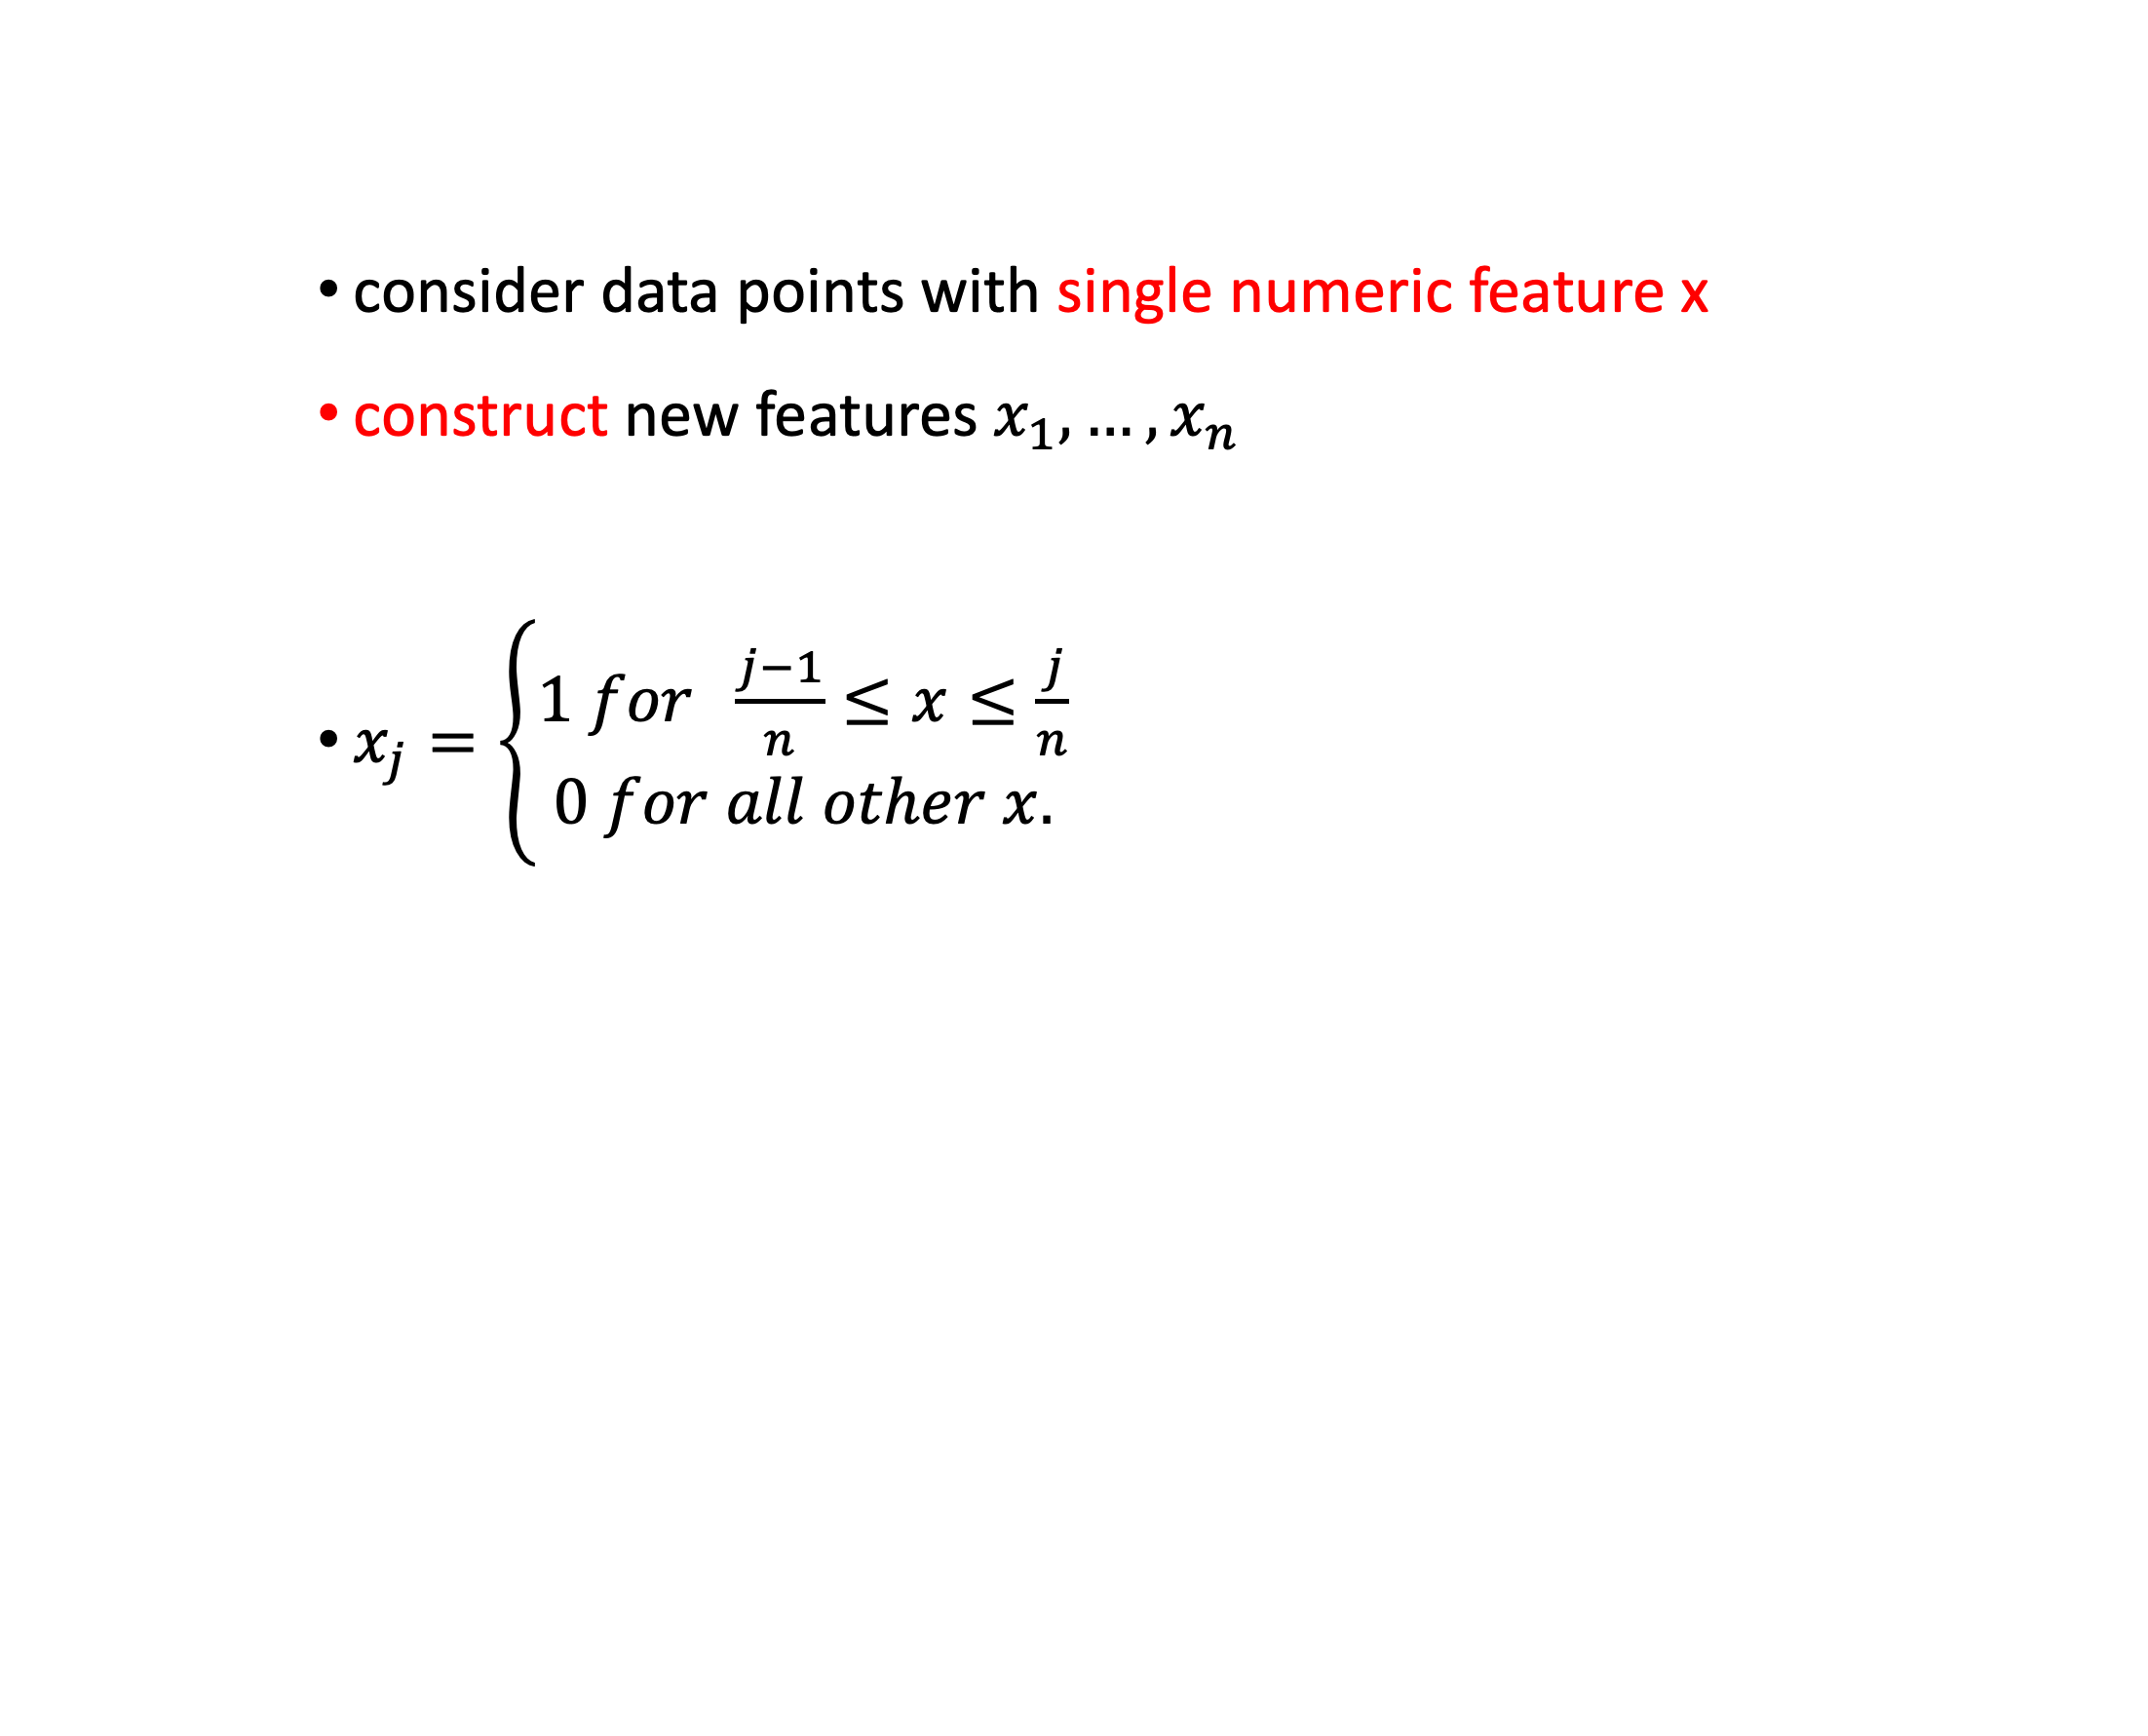 • consider data points with single numeric feature x
• construct new features x₁, … , xₙ
• xⱼ = { 1 for (j−1)/n ≤ x ≤ j/n
0 for all other x.